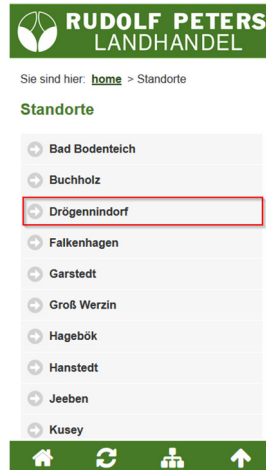 RUDOLF PETERS
LANDHANDEL
Sie sind hier: home > Standorte
Standorte
Bad Bodenteich
Buchholz
Drögennindorf
Falkenhagen
Garstedt
Groß Werzin
Hagebök
Hanstedt
Jeeben
Kusey